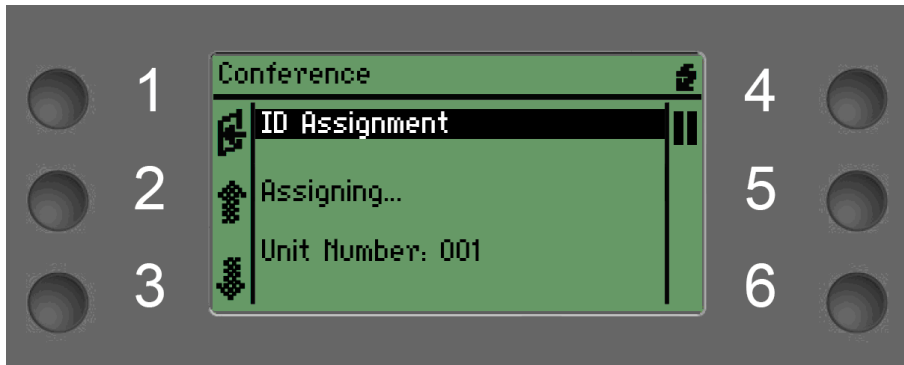 Conference
1
4
ID Assignment
2
Assigning...
5
Unit Number: 001
3
6